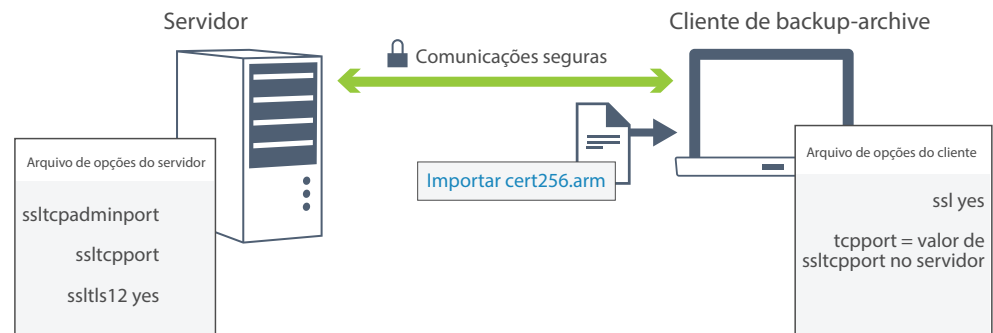 Servidor
Cliente de backup-archive
Comunicações seguras
Arquivo de opções do servidor
ssltcpadminport
ssltcpport
ssltls12 yes
Importar cert256.arm
Arquivo de opções do cliente
ssl yes
tcpport = valor de
ssltcpport no servidor